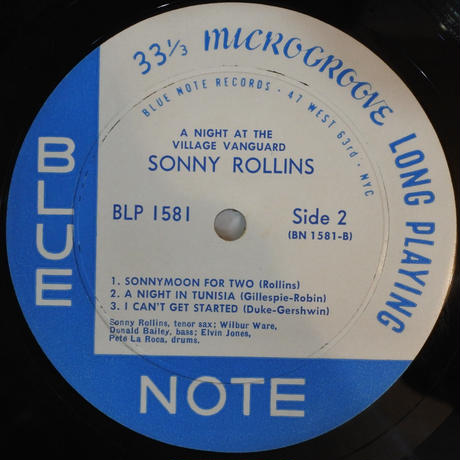 33⅓ MICROGROOVE LONG PLAYING
BLUE NOTE RECORDS · 47 WEST 63rd · NYC
A NIGHT AT THE
VILLAGE VANGUARD
SONNY ROLLINS
BLP 1581
Side 2
(BN 1581-B)
1. SONNYMOON FOR TWO (Rollins)
2. A NIGHT IN TUNISIA (Gillespie-Robin)
3. I CAN'T GET STARTED (Duke-Gershwin)
Sonny Rollins, tenor sax; Wilbur Ware,
Donald Bailey, bass; Elvin Jones,
Pete La Roca, drums.
BLUE
NOTE